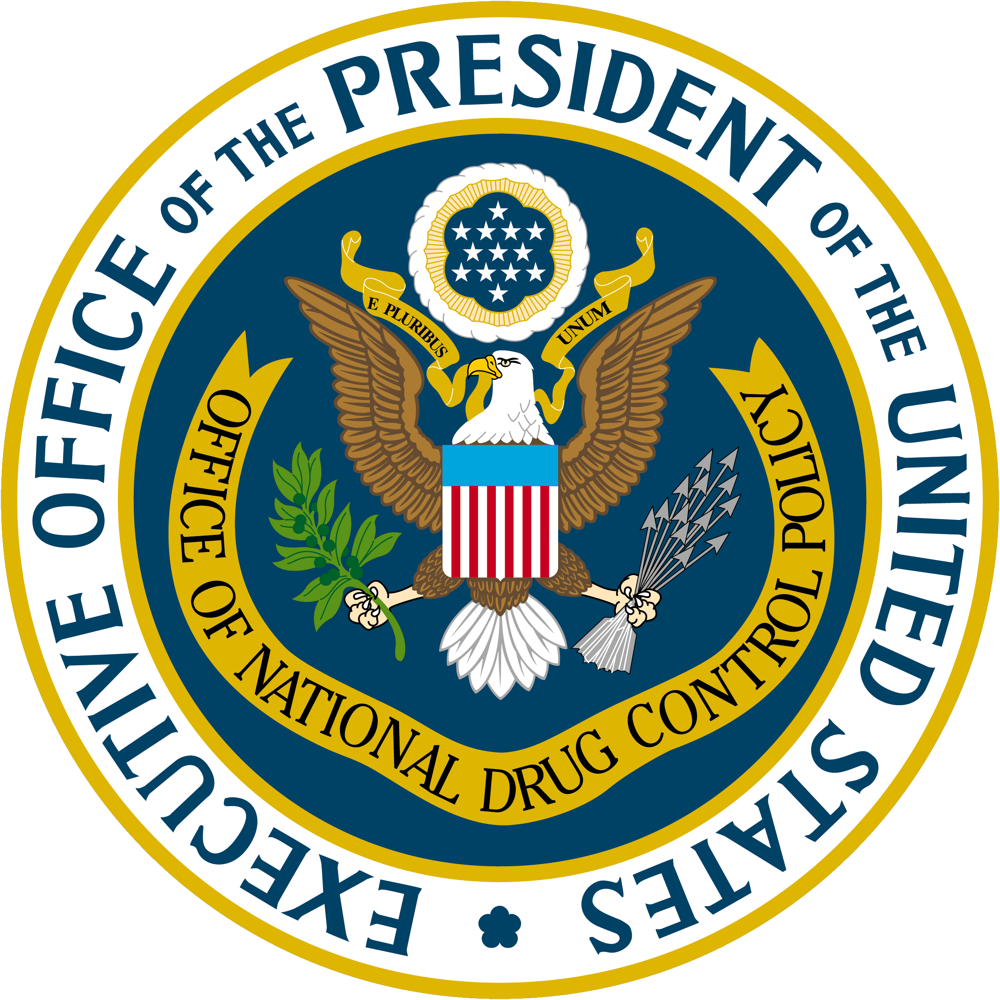 EXECUTIVE OFFICE OF THE PRESIDENT OF THE UNITED STATES
E PLURIBUS UNUM
OFFICE OF NATIONAL DRUG CONTROL POLICY